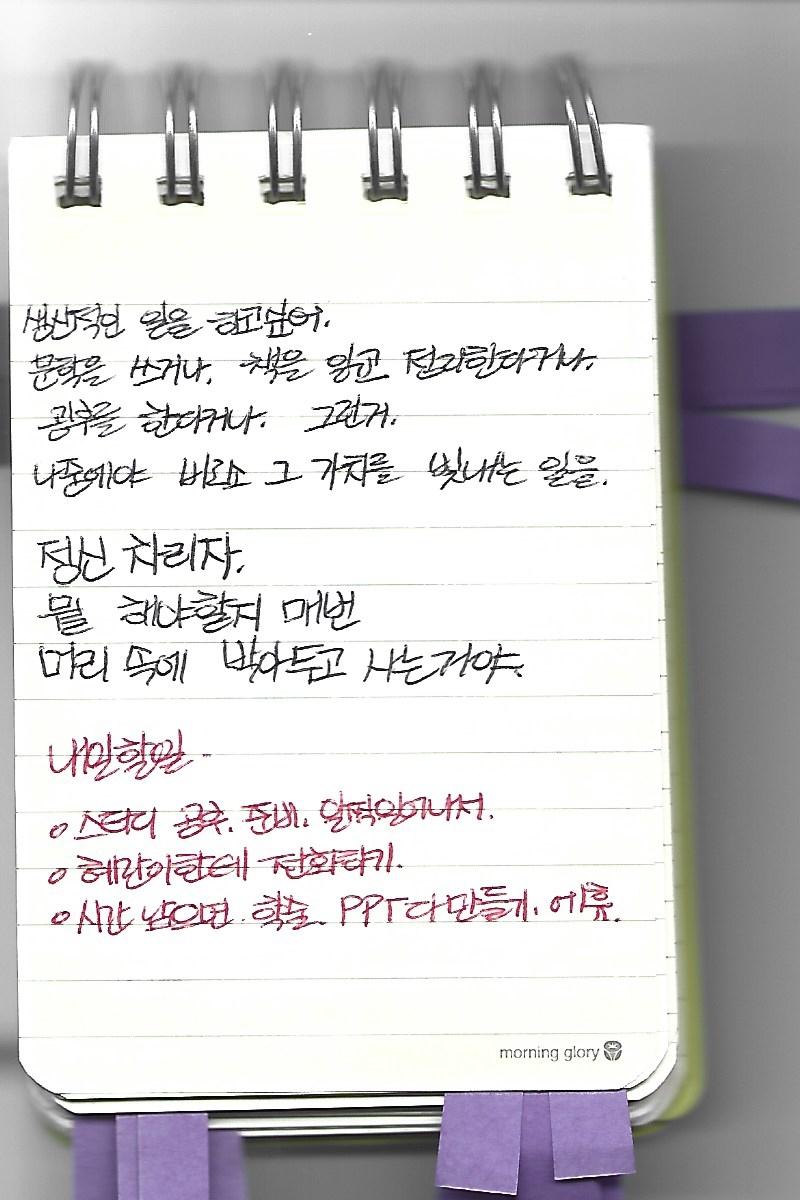 생산적인 일을 하고싶어.
문학을 쓰거나, 책을 읽고 정리한다거나.
공부를 한다거나. 그런거.
나중에야 비로소 그 가치를 빛내는 일을.
정신 차리자.
뭘 해야할지 매번
머리 속에 박아두고 사는거야.
내일할일 -
o 스터디 공부. 준비. 일찍일어나서.
o 혜란이한테 전화하기.
o 시간 남으면 학술. PPT 다 만들기. 에휴.
morning glory